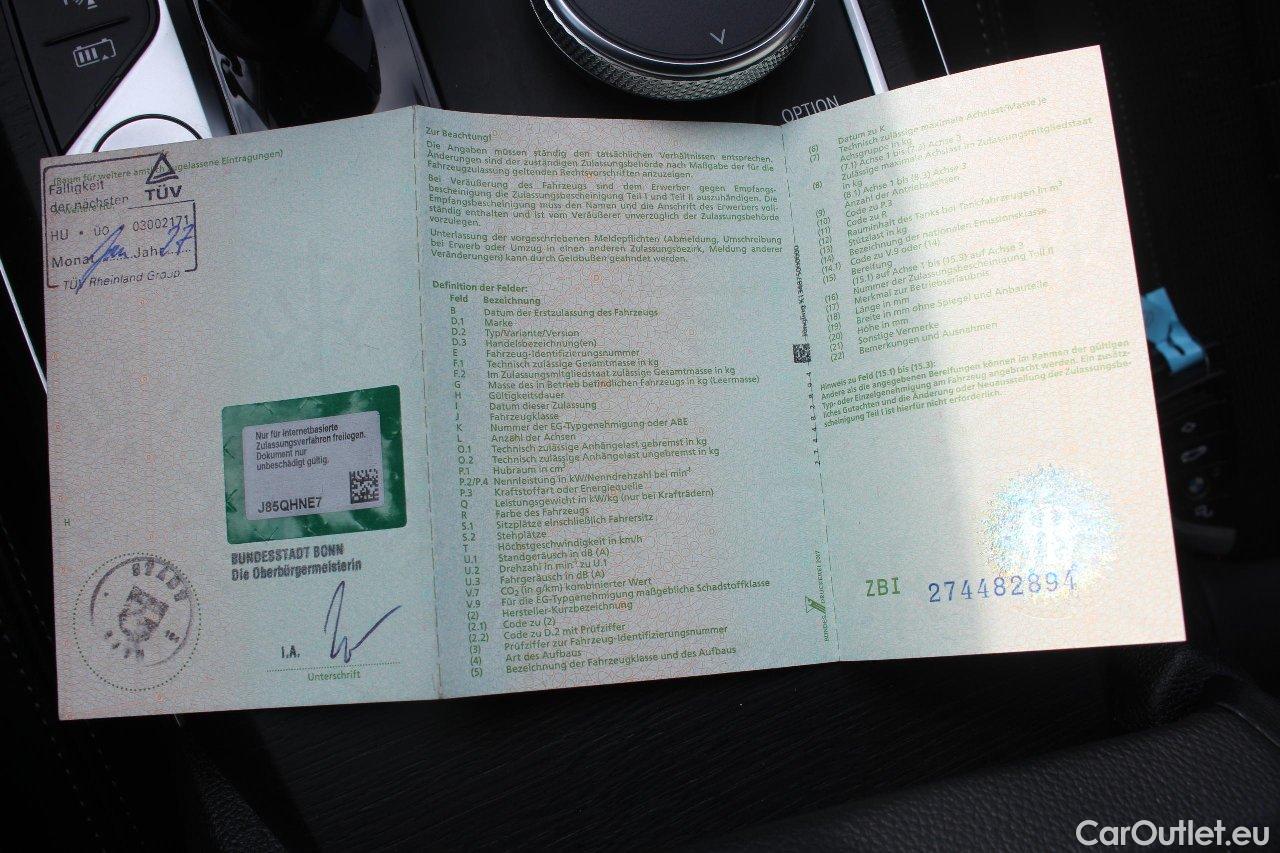 OPTION
(Raum für weitere amtlich zugelassene Eintragungen)
Fälligkeit
der nächsten
TÜV
HU • üo 03002171
Monat Jan Jahr 27
TÜV Rheinland Group
H
Nur für internetbasierte
Zulassungsverfahren freilegen.
Dokument nur
unbeschädigt gültig.
J85QHNE7
BUNDESSTADT BONN
Die Oberbürgermeisterin
I.A.
Unterschrift
Zur Beachtung!
Die Angaben müssen ständig den tatsächlichen Verhältnissen entsprechen.
Änderungen sind der zuständigen Zulassungsbehörde nach Maßgabe der für die
Fahrzeugzulassung geltenden Rechtsvorschriften anzuzeigen.
Bei Veräußerung des Fahrzeugs sind dem Erwerber gegen Empfangs-
bescheinigung die Zulassungsbescheinigung Teil I und Teil II auszuhändigen. Die
Empfangsbescheinigung muss den Namen und die Anschrift des Erwerbers voll-
ständig enthalten und ist vom Veräußerer unverzüglich der Zulassungsbehörde
vorzulegen.
Unterlassung der vorgeschriebenen Meldepflichten (Abmeldung, Umschreibung
bei Erwerb oder Umzug in einen anderen Zulassungsbezirk, Meldung anderer
Veränderungen) kann durch Geldbußen geahndet werden.
Definition der Felder:
Feld Bezeichnung
B Datum der Erstzulassung des Fahrzeugs
D.1 Marke
D.2 Typ/Variante/Version
D.3 Handelsbezeichnung(en)
E Fahrzeug-Identifizierungsnummer
F.1 Technisch zulässige Gesamtmasse in kg
F.2 Im Zulassungsmitgliedstaat zulässige Gesamtmasse in kg
G Masse des in Betrieb befindlichen Fahrzeugs in kg (Leermasse)
H Gültigkeitsdauer
I Datum dieser Zulassung
J Fahrzeugklasse
K Nummer der EG-Typgenehmigung oder ABE
L Anzahl der Achsen
O.1 Technisch zulässige Anhängelast gebremst in kg
O.2 Technisch zulässige Anhängelast ungebremst in kg
P.1 Hubraum in cm³
P.2/P.4 Nennleistung in kW/Nenndrehzahl bei min⁻¹
P.3 Kraftstoffart oder Energiequelle
Q Leistungsgewicht in kW/kg (nur bei Krafträdern)
R Farbe des Fahrzeugs
S.1 Sitzplätze einschließlich Fahrersitz
S.2 Stehplätze
T Höchstgeschwindigkeit in km/h
U.1 Standgeräusch in dB (A)
U.2 Drehzahl in min⁻¹ zu U.1
U.3 Fahrgeräusch in dB (A)
V.7 CO₂ (in g/km) kombinierter Wert
V.9 Für die EG-Typgenehmigung maßgebliche Schadstoffklasse
(2) Hersteller-Kurzbezeichnung
(2.1) Code zu (2)
(2.2) Code zu D.2 mit Prüfziffer
(3) Prüfziffer zur Fahrzeug-Identifizierungsnummer
(4) Art des Aufbaus
(5) Bezeichnung der Fahrzeugklasse und des Aufbaus
(6) Datum zu K
(7) Technisch zulässige maximale Achslast/Masse je
Achsgruppe in kg
(7.1) Achse 1 bis (7.3) Achse 3
(8) Zulässige maximale Achslast im Zulassungsmitgliedstaat
in kg
(8.1) Achse 1 bis (8.3) Achse 3
(9) Anzahl der Antriebsachsen
(10) Code zu P.3
(11) Code zu R
(12) Rauminhalt des Tanks bei Tankfahrzeugen in m³
(13) Stützlast in kg
(14) Bezeichnung der nationalen Emissionsklasse
(14.1) Code zu V.9 oder (14)
(15) Bereifung
(15.1) auf Achse 1 bis (15.3) auf Achse 3
(16) Nummer der Zulassungsbescheinigung Teil II
(17) Merkmal zur Betriebserlaubnis
(18) Länge in mm
(19) Breite in mm ohne Spiegel und Anbauteile
(20) Höhe in mm
(21) Sonstige Vermerke
(22) Bemerkungen und Ausnahmen
Hinweis zu Feld (15.1) bis (15.3):
Andere als die angegebenen Bereifungen können im Rahmen der gültigen
Typ- oder Einzelgenehmigung am Fahrzeug angebracht werden. Ein zusätz-
liches Gutachten und die Änderung oder Neuausstellung der Zulassungsbe-
scheinigung Teil I ist hierfür nicht erforderlich.
ZBI 274482894
CarOutlet.eu